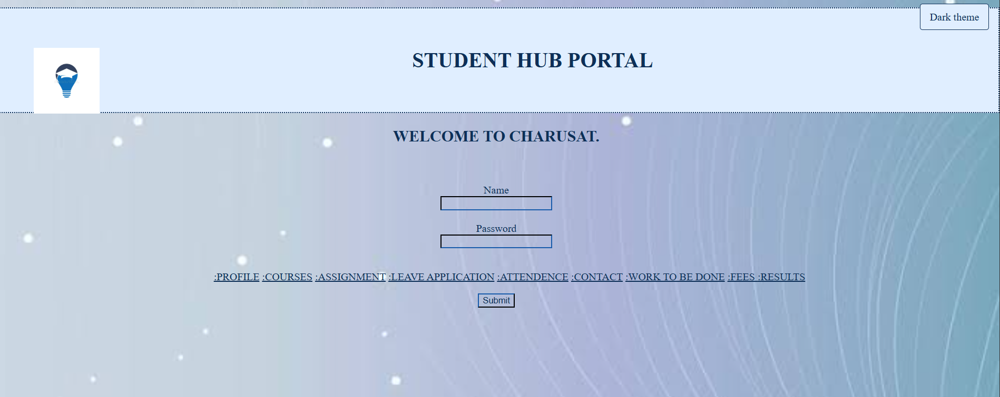 Dark theme
STUDENT HUB PORTAL
WELCOME TO CHARUSAT.
Name
Password
:PROFILE :COURSES :ASSIGNMENT :LEAVE APPLICATION :ATTENDENCE :CONTACT :WORK TO BE DONE :FEES :RESULTS
Submit